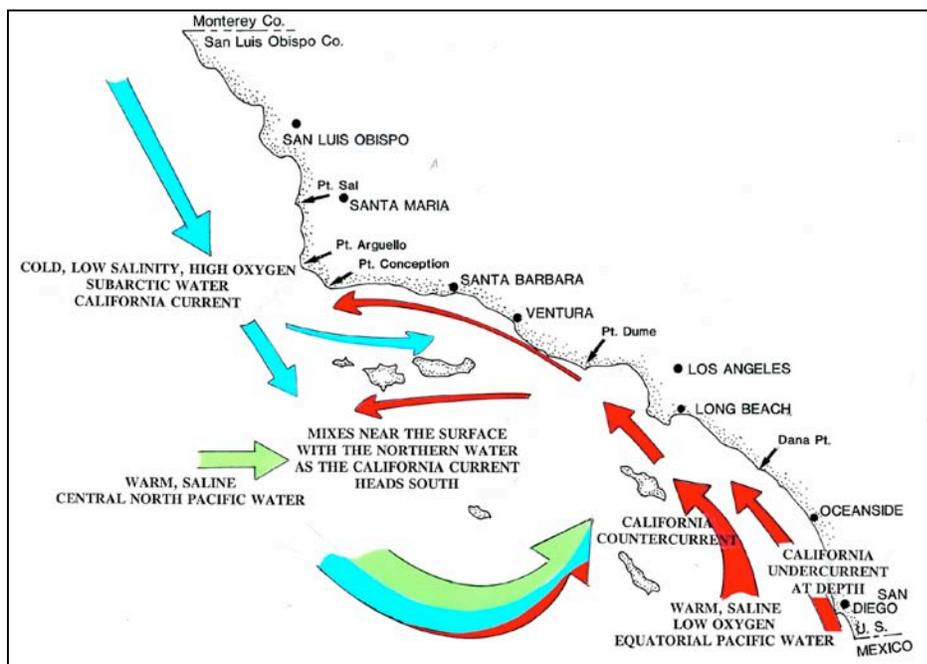 Monterey Co.
San Luis Obispo Co.
SAN LUIS OBISPO
Pt. Sal
SANTA MARIA
Pt. Arguello
Pt. Conception
COLD, LOW SALINITY, HIGH OXYGEN
SUBARCTIC WATER
CALIFORNIA CURRENT
SANTA BARBARA
VENTURA
Pt. Dume
LOS ANGELES
LONG BEACH
Dana Pt.
MIXES NEAR THE SURFACE
WITH THE NORTHERN WATER
AS THE CALIFORNIA CURRENT
HEADS SOUTH
WARM, SALINE
CENTRAL NORTH PACIFIC WATER
OCEANSIDE
CALIFORNIA
COUNTERCURRENT
CALIFORNIA
UNDERCURRENT
AT DEPTH
SAN
DIEGO
WARM, SALINE
LOW OXYGEN
EQUATORIAL PACIFIC WATER
U. S.
MEXICO